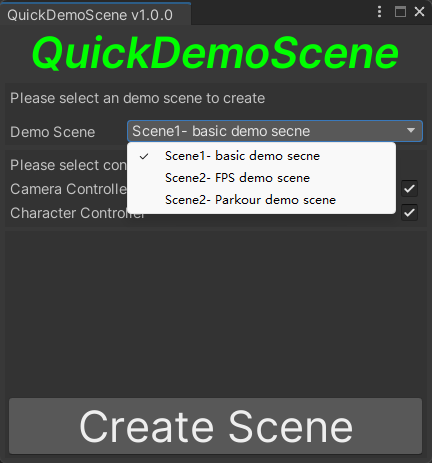 QuickDemoScene v1.0.0
QuickDemoScene
Please select an demo scene to create
Demo Scene Scene1- basic demo secne
Scene1- basic demo secne
Please select con
Scene2- FPS demo scene
Camera Controlle
Scene2- Parkour demo scene
Character Controller
Create Scene